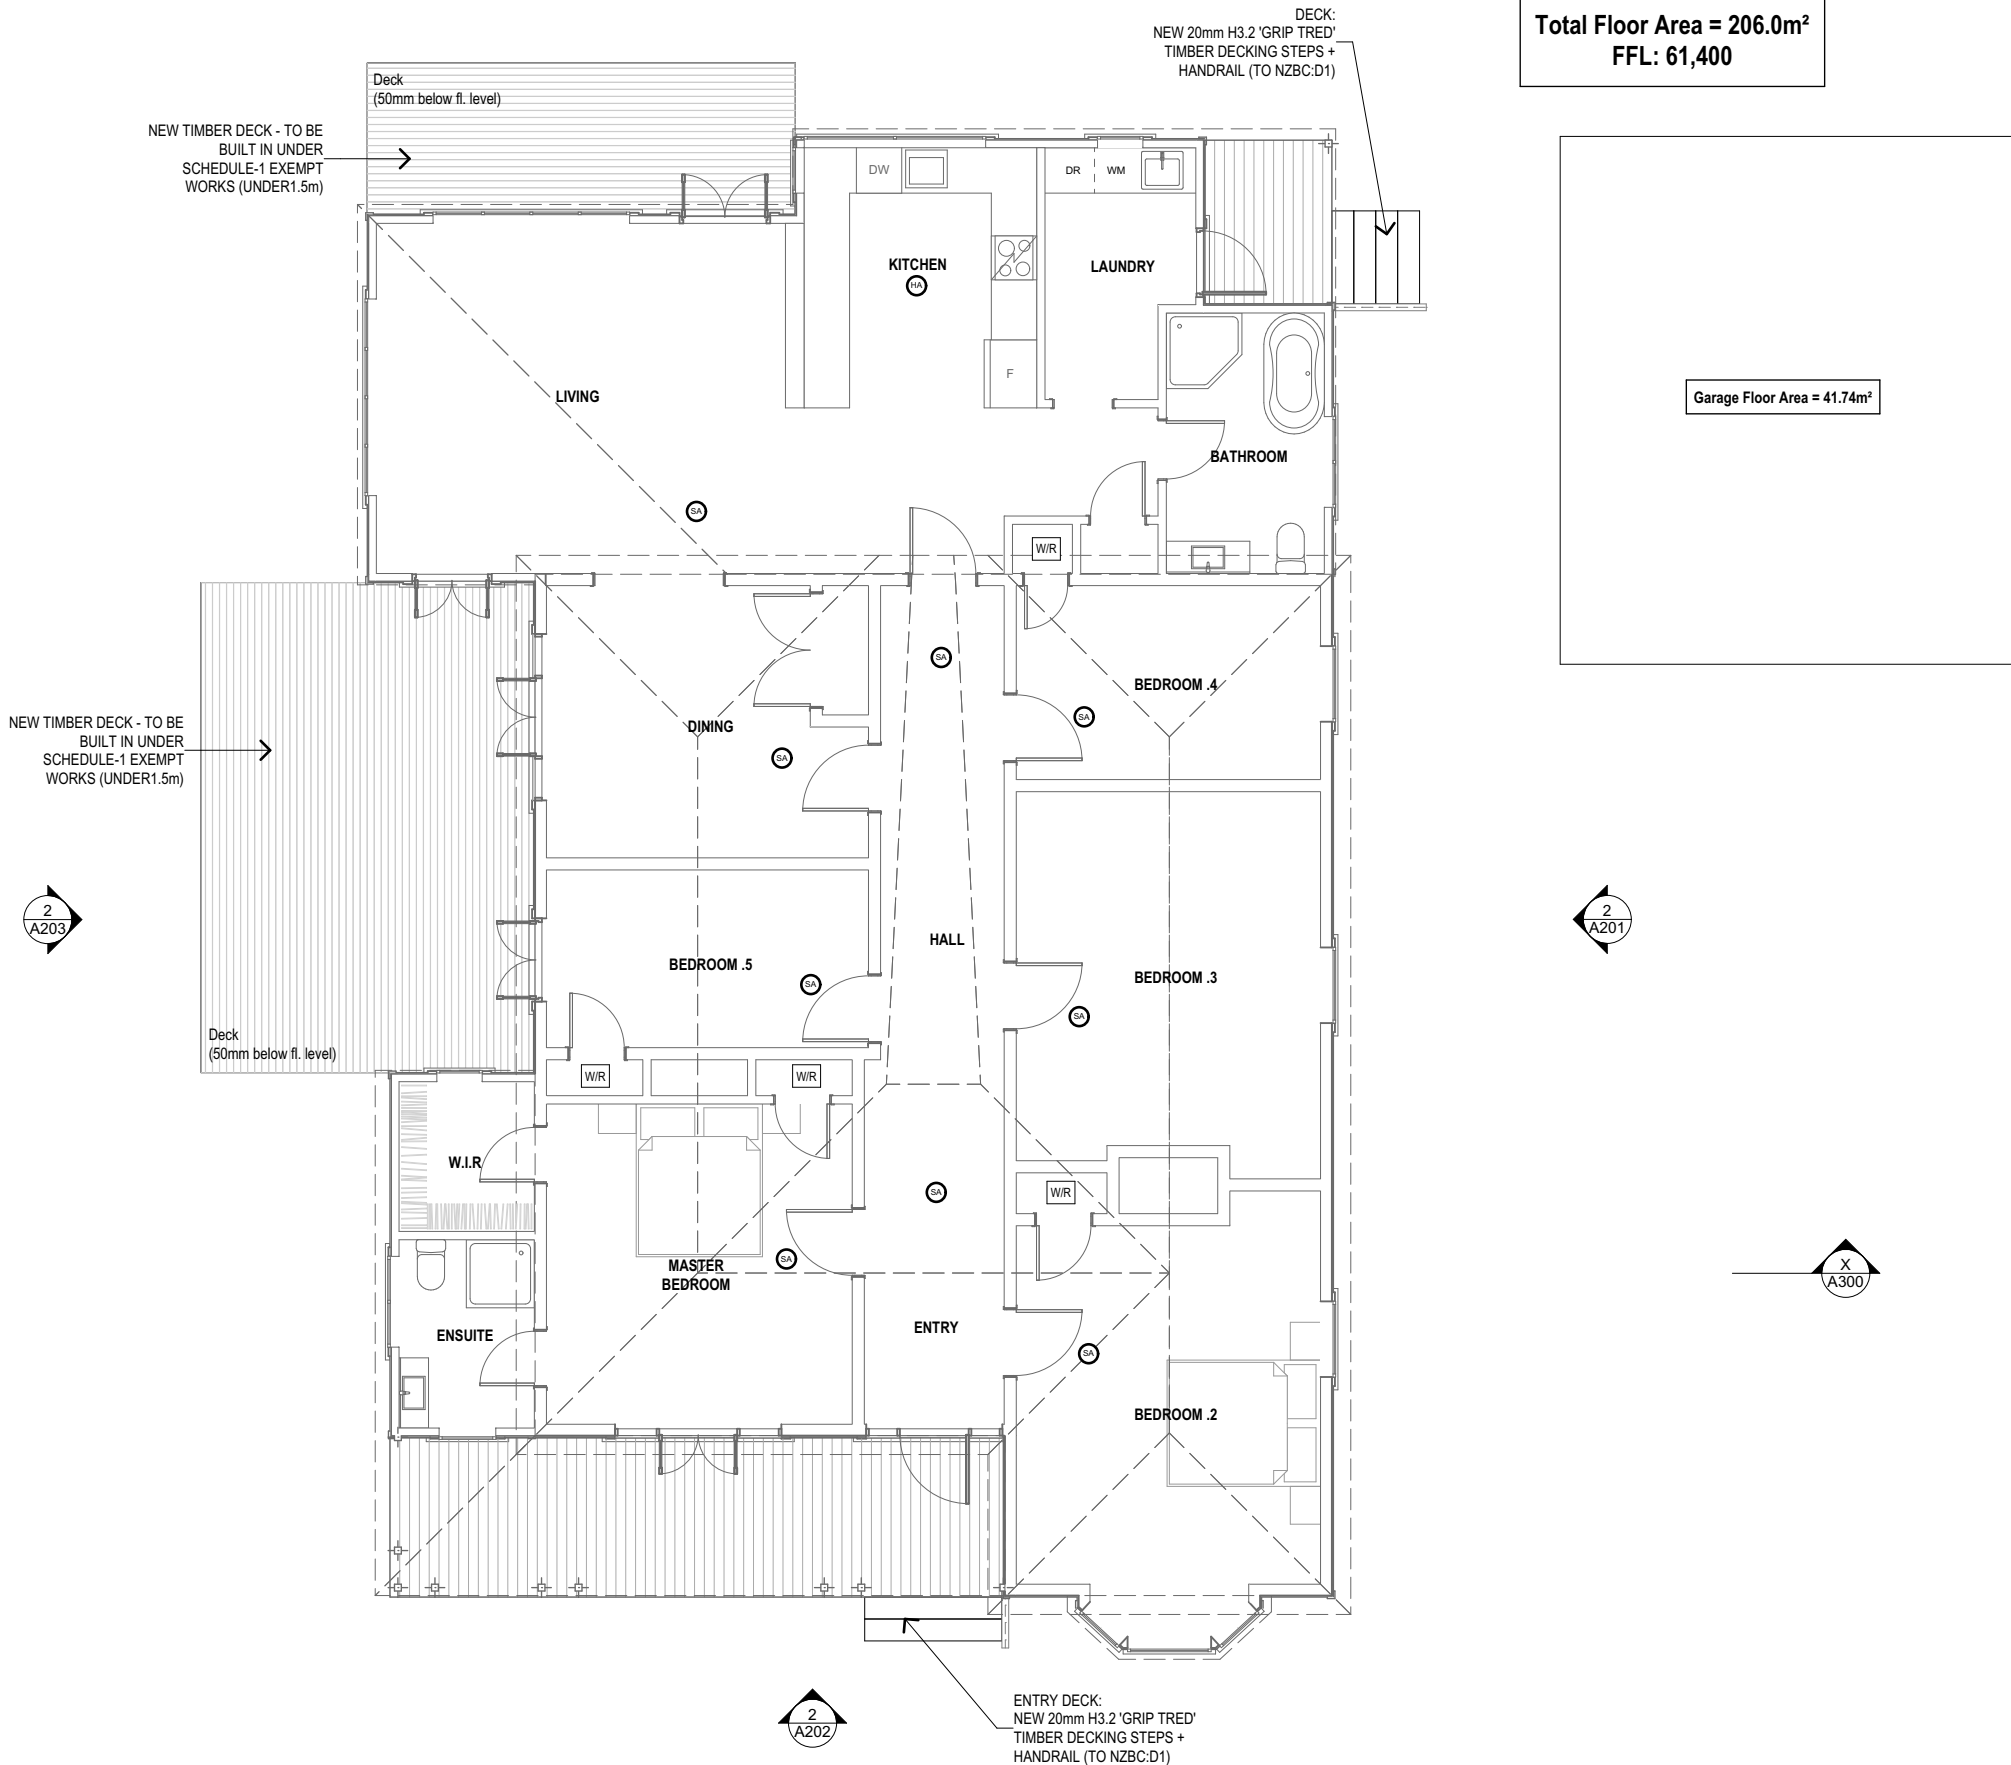 DECK:
NEW 20mm H3.2 'GRIP TRED'
TIMBER DECKING STEPS +
HANDRAIL (TO NZBC:D1)
Total Floor Area = 206.0m²
FFL: 61,400
Deck
(50mm below fl. level)
NEW TIMBER DECK - TO BE
BUILT IN UNDER
SCHEDULE-1 EXEMPT
WORKS (UNDER1.5m)
DW
DR
WM
KITCHEN
HA
LAUNDRY
F
LIVING
Garage Floor Area = 41.74m²
BATHROOM
SA
W/R
SA
BEDROOM .4
SA
DINING
SA
NEW TIMBER DECK - TO BE
BUILT IN UNDER
SCHEDULE-1 EXEMPT
WORKS (UNDER1.5m)
2
A203
2
A201
HALL
BEDROOM .5
SA
BEDROOM .3
SA
Deck
(50mm below fl. level)
W/R
W/R
W.I.R
SA
W/R
MASTER
BEDROOM
SA
X
A300
ENSUITE
ENTRY
SA
BEDROOM .2
2
A202
ENTRY DECK:
NEW 20mm H3.2 'GRIP TRED'
TIMBER DECKING STEPS +
HANDRAIL (TO NZBC:D1)